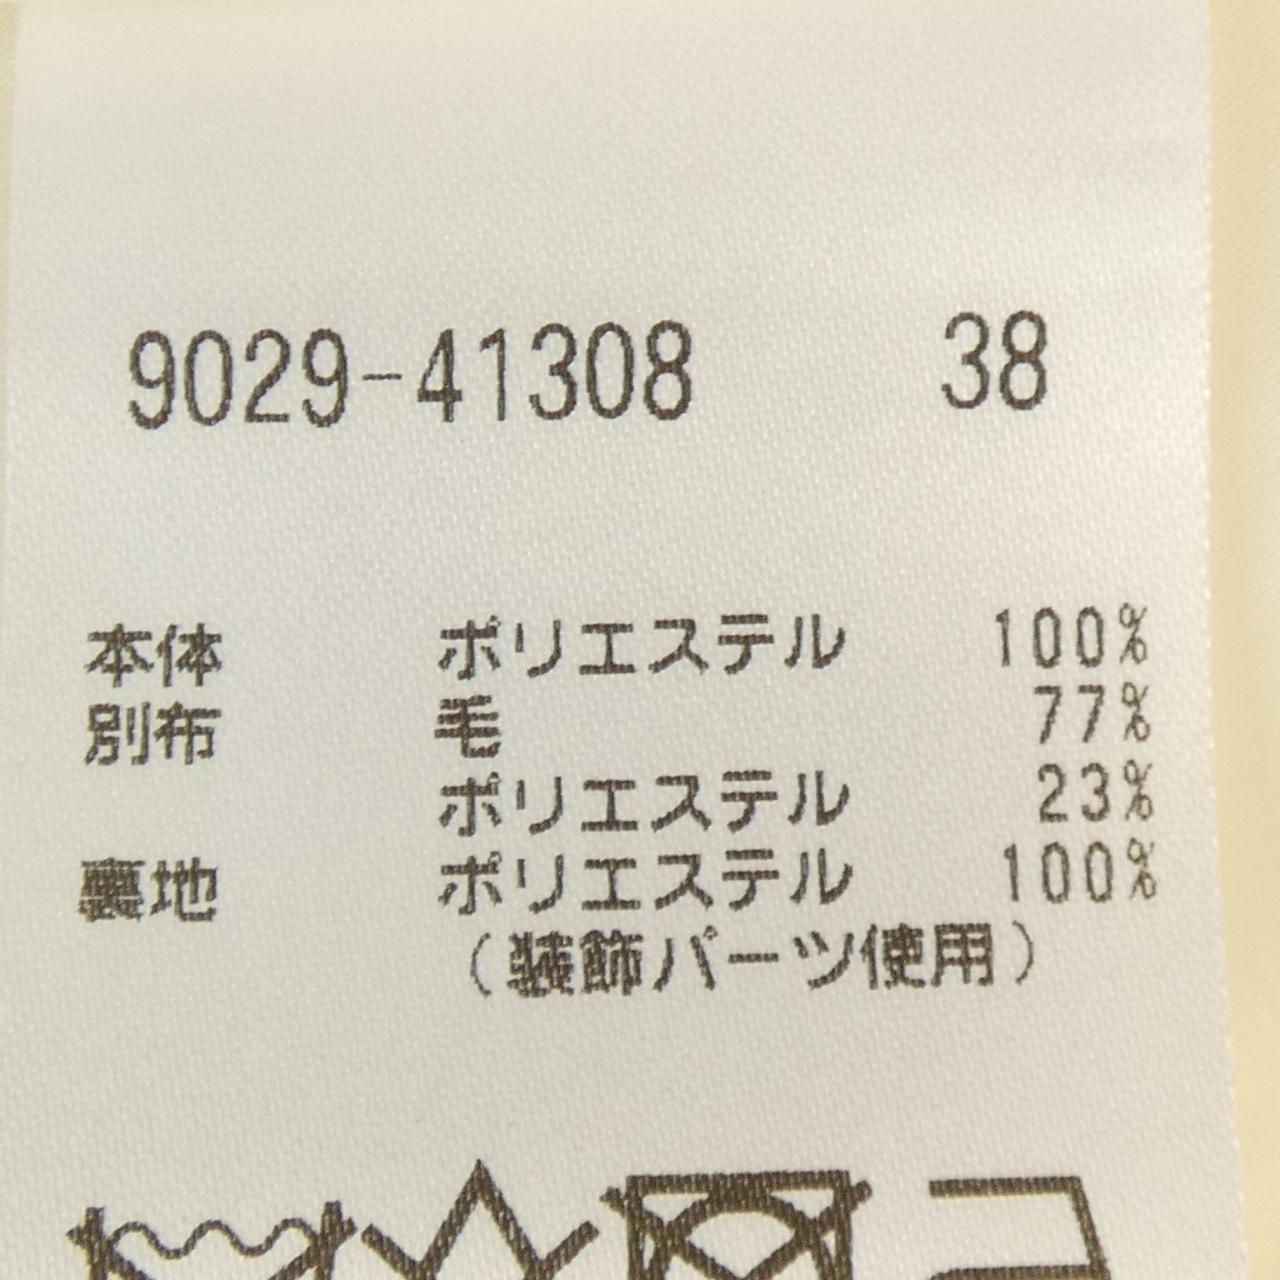 9029-41308 38
本体 ポリエステル 100%
別布 毛 77%
ポリエステル 23%
裏地 ポリエステル 100%
(装飾パーツ使用)